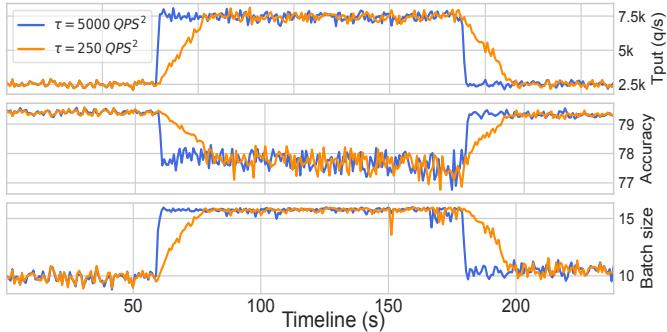 τ = 5000 QPS²
τ = 250 QPS²
7.5k
5k
2.5k
Tput (q/s)
79
78
77
Accuracy
15
10
Batch size
50
100
150
200
Timeline (s)